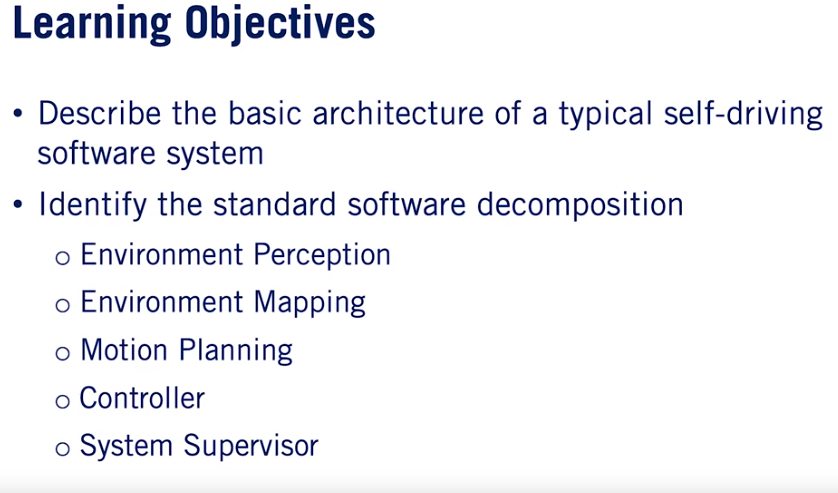 Learning Objectives
• Describe the basic architecture of a typical self-driving
software system
• Identify the standard software decomposition
o Environment Perception
o Environment Mapping
o Motion Planning
o Controller
o System Supervisor